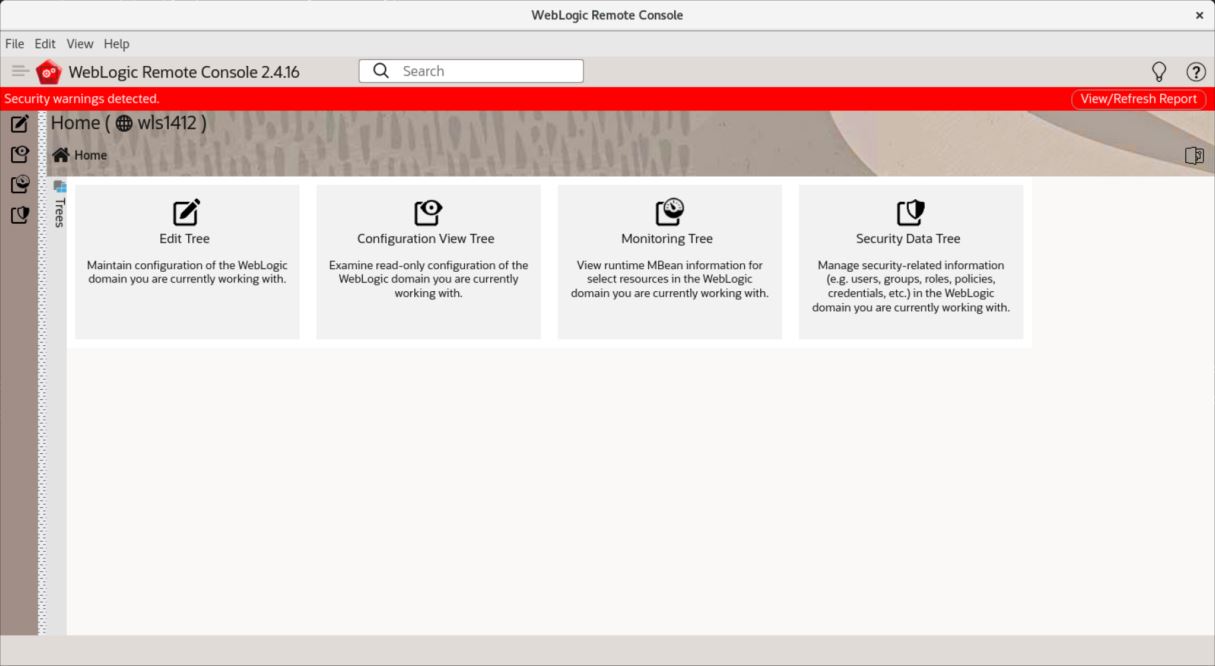 WebLogic Remote Console
×
File Edit View Help
WebLogic Remote Console 2.4.16
Search
?
Security warnings detected.
View/Refresh Report
Home ( wls1412 )
Home
Trees
Edit Tree
Maintain configuration of the WebLogic
domain you are currently working with.
Configuration View Tree
Examine read-only configuration of the
WebLogic domain you are currently
working with.
Monitoring Tree
View runtime MBean information for
select resources in the WebLogic
domain you are currently working with.
Security Data Tree
Manage security-related information
(e.g. users, groups, roles, policies,
credentials, etc.) in the WebLogic
domain you are currently working with.